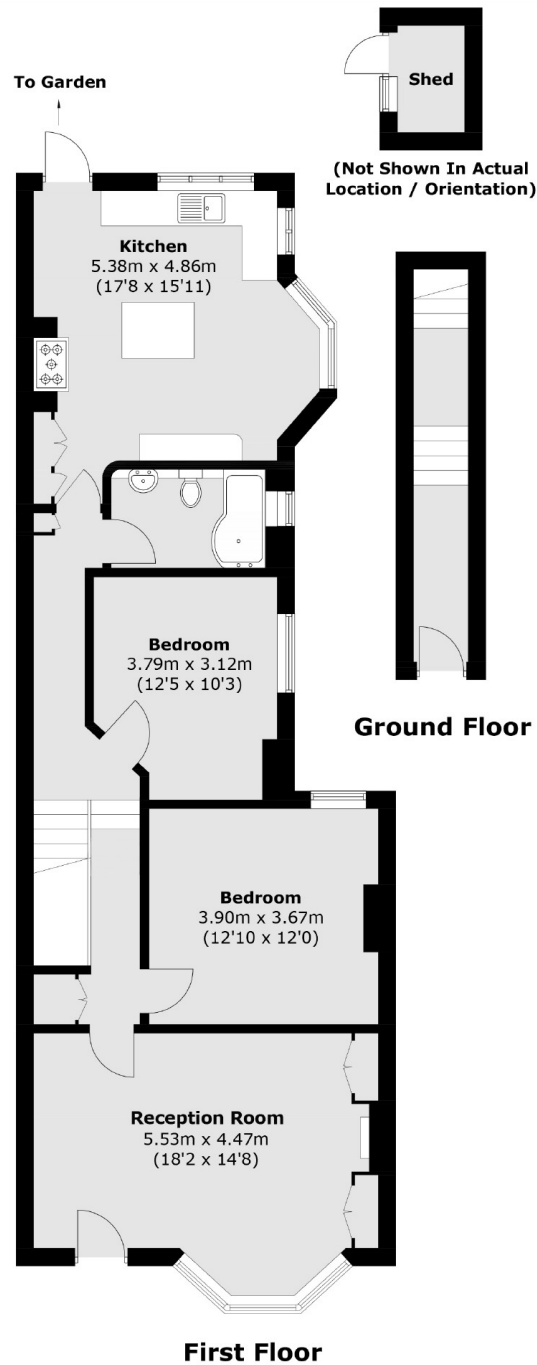 To Garden
Shed
(Not Shown In Actual
Location / Orientation)
Kitchen
5.38m x 4.86m
(17'8 x 15'11)
Bedroom
3.79m x 3.12m
(12'5 x 10'3)
Ground Floor
Bedroom
3.90m x 3.67m
(12'10 x 12'0)
Reception Room
5.53m x 4.47m
(18'2 x 14'8)
First Floor